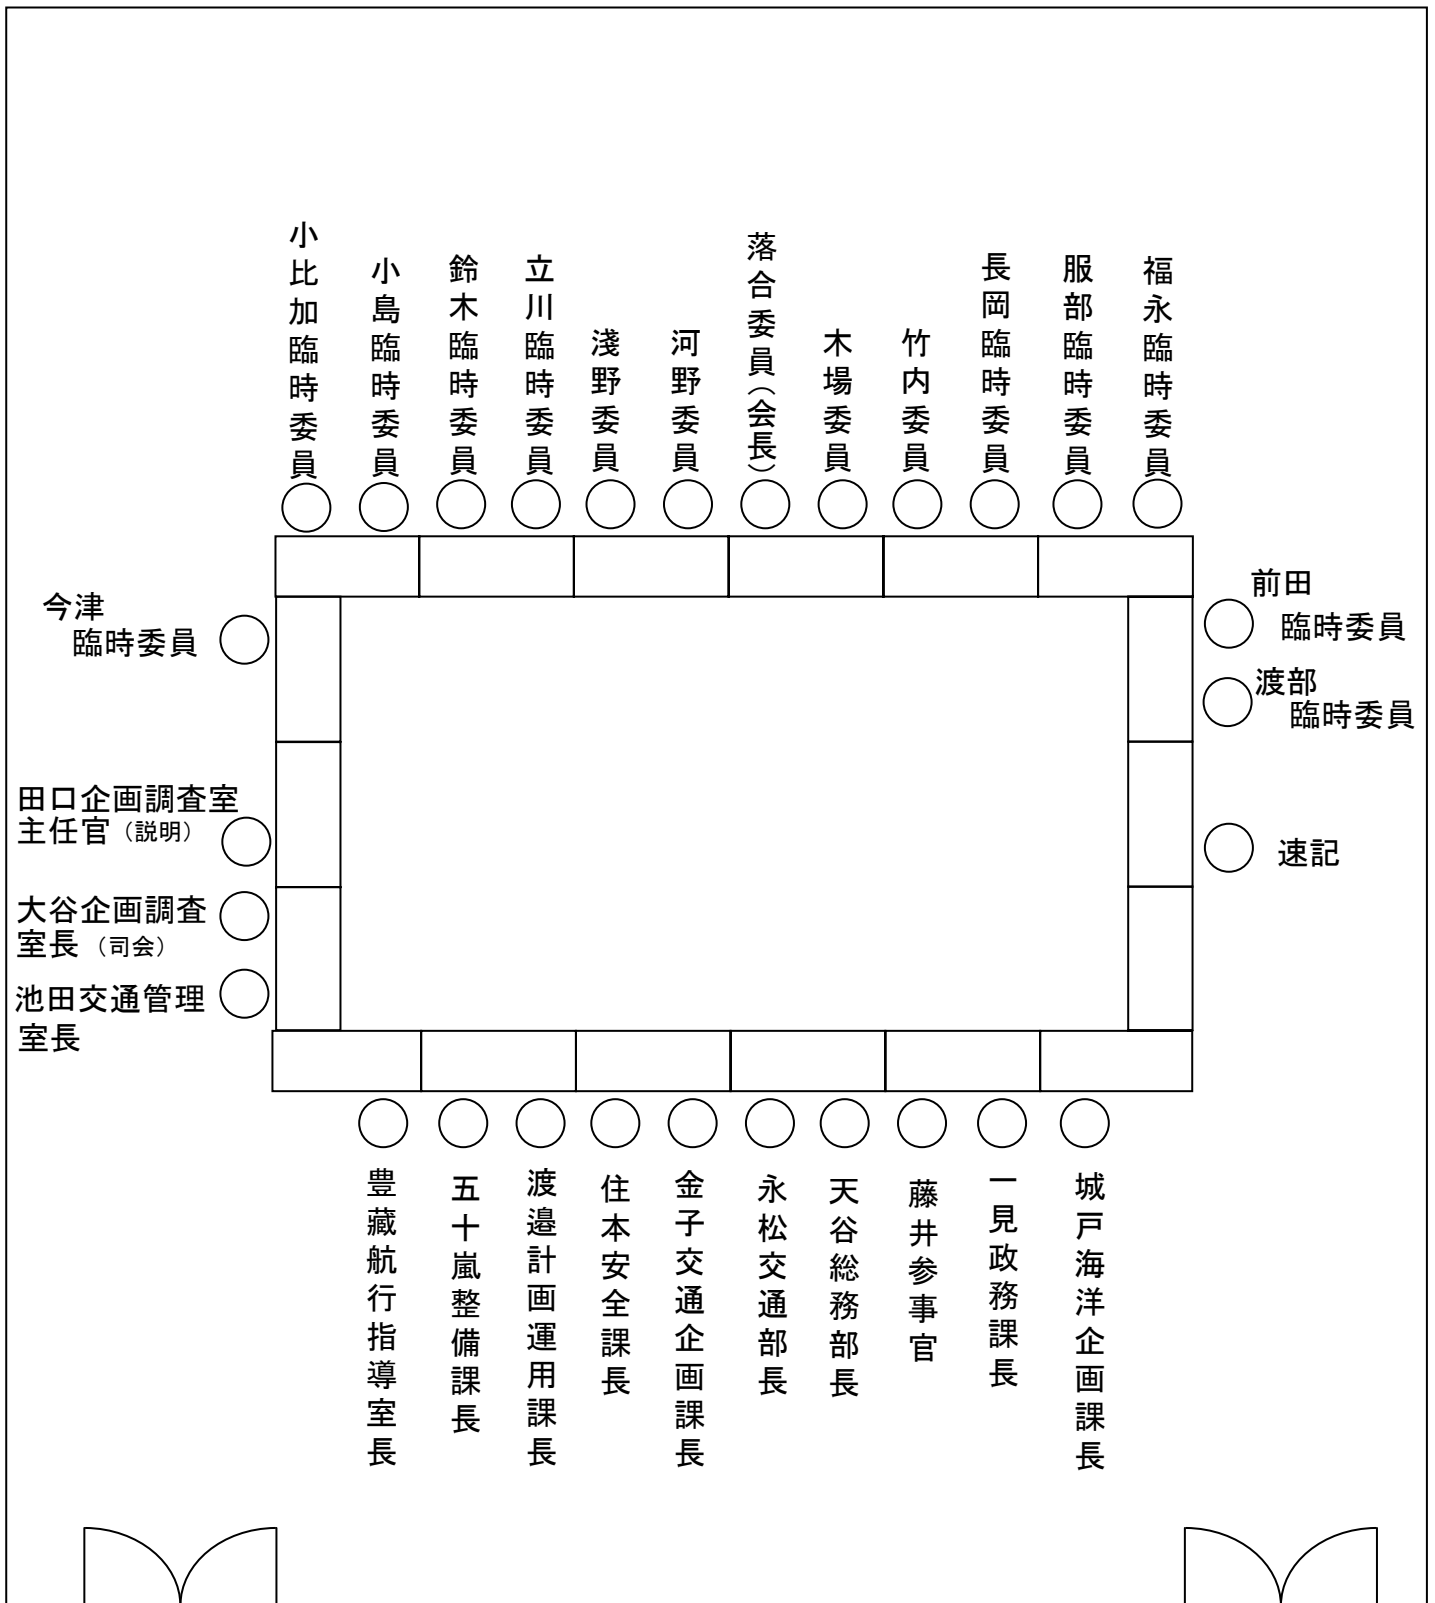 小比加臨時委員
小島臨時委員
鈴木臨時委員
立川臨時委員
淺野委員
河野委員
落合委員（会長）
木場委員
竹内委員
長岡臨時委員
服部臨時委員
福永臨時委員
今津
臨時委員
前田
臨時委員
渡部
臨時委員
田口企画調査室
主任官（説明）
速記
大谷企画調査
室長（司会）
池田交通管理
室長
豊藏航行指導室長
五十嵐整備課長
渡邉計画運用課長
住本安全課長
金子交通企画課長
永松交通部長
天谷総務部長
藤井参事官
一見政務課長
城戸海洋企画課長